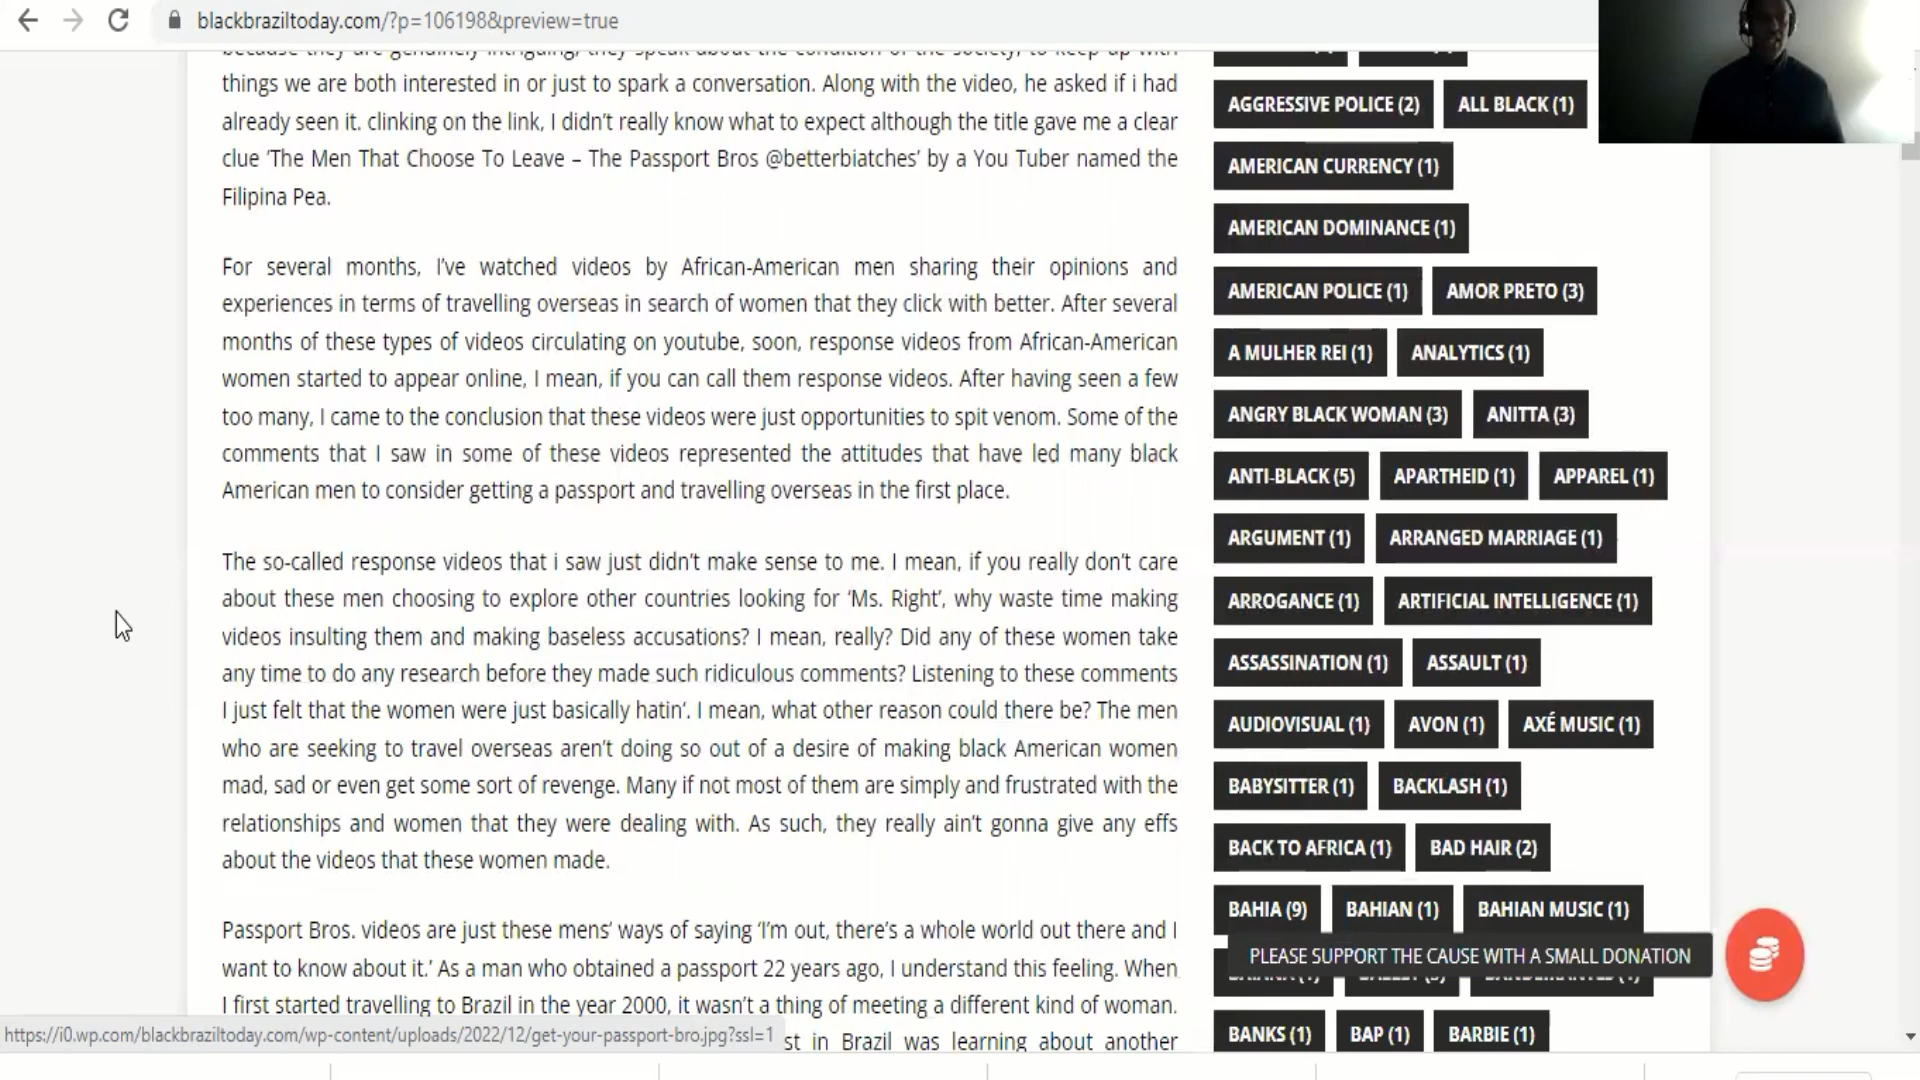 blackbraziltoday.com/?p=106198&preview=true
because they are genuinely intriguing, they speak about the condition of the society, to keep up with
things we are both interested in or just to spark a conversation. Along with the video, he asked if i had
already seen it. clinking on the link, I didn't really know what to expect although the title gave me a clear
clue 'The Men That Choose To Leave – The Passport Bros @betterbiatches' by a You Tuber named the
Filipina Pea.
For several months, I've watched videos by African-American men sharing their opinions and
experiences in terms of travelling overseas in search of women that they click with better. After several
months of these types of videos circulating on youtube, soon, response videos from African-American
women started to appear online, I mean, if you can call them response videos. After having seen a few
too many, I came to the conclusion that these videos were just opportunities to spit venom. Some of the
comments that I saw in some of these videos represented the attitudes that have led many black
American men to consider getting a passport and travelling overseas in the first place.
The so-called response videos that i saw just didn't make sense to me. I mean, if you really don't care
about these men choosing to explore other countries looking for 'Ms. Right', why waste time making
videos insulting them and making baseless accusations? I mean, really? Did any of these women take
any time to do any research before they made such ridiculous comments? Listening to these comments
I just felt that the women were just basically hatin'. I mean, what other reason could there be? The men
who are seeking to travel overseas aren't doing so out of a desire of making black American women
mad, sad or even get some sort of revenge. Many if not most of them are simply and frustrated with the
relationships and women that they were dealing with. As such, they really ain't gonna give any effs
about the videos that these women made.
Passport Bros. videos are just these mens' ways of saying 'I'm out, there's a whole world out there and I
want to know about it.' As a man who obtained a passport 22 years ago, I understand this feeling. When
I first started travelling to Brazil in the year 2000, it wasn't a thing of meeting a different kind of woman.
st in Brazil was learning about another
https://i0.wp.com/blackbraziltoday.com/wp-content/uploads/2022/12/get-your-passport-bro.jpg?ssl=1
AGGRESSIVE POLICE (2) ALL BLACK (1)
AMERICAN CURRENCY (1)
AMERICAN DOMINANCE (1)
AMERICAN POLICE (1) AMOR PRETO (3)
A MULHER REI (1) ANALYTICS (1)
ANGRY BLACK WOMAN (3) ANITTA (3)
ANTI-BLACK (5) APARTHEID (1) APPAREL (1)
ARGUMENT (1) ARRANGED MARRIAGE (1)
ARROGANCE (1) ARTIFICIAL INTELLIGENCE (1)
ASSASSINATION (1) ASSAULT (1)
AUDIOVISUAL (1) AVON (1) AXÉ MUSIC (1)
BABYSITTER (1) BACKLASH (1)
BACK TO AFRICA (1) BAD HAIR (2)
BAHIA (9) BAHIAN (1) BAHIAN MUSIC (1)
PLEASE SUPPORT THE CAUSE WITH A SMALL DONATION
BANKS (1) BAP (1) BARBIE (1)